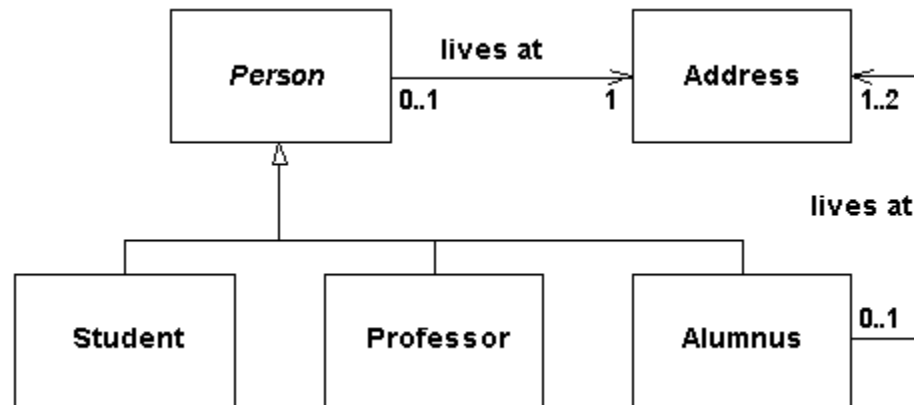 lives at
Person
Address
0..1
1
1..2
lives at
Student
Professor
Alumnus
0..1